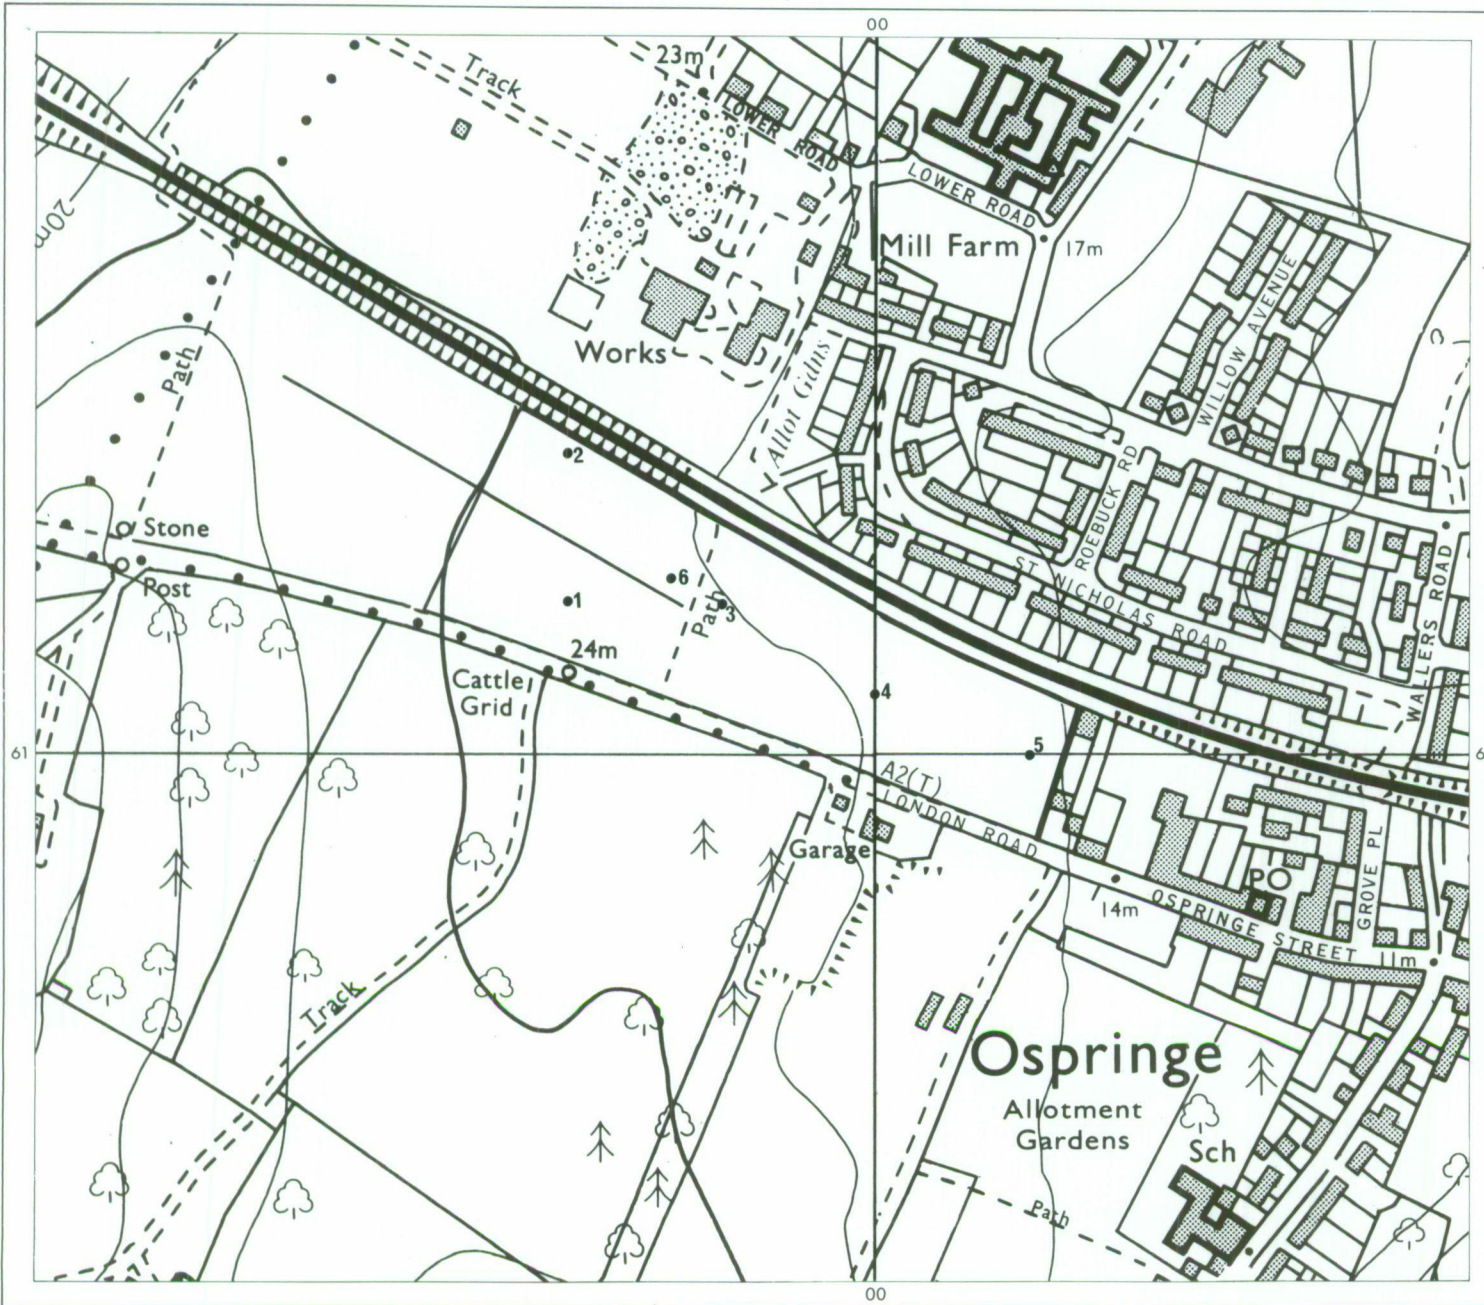 00
23m
Track
LOWER
ROAD
LOWER ROAD
Mill Farm
17m
20m
WILLOW AVENUE
Path
Works
Allot Gdns
2
ROEBUCK RD
Stone
Post
ST NICHOLAS ROAD
WALLERS ROAD
6
1
3
Path
24m
Cattle
Grid
4
61
5
6
A2(T)
LONDON ROAD
Garage
PO
GROVE PL
14m
OSPRINGE STREET
11m
Track
Ospringe
Allotment
Gardens
Sch
Path
00